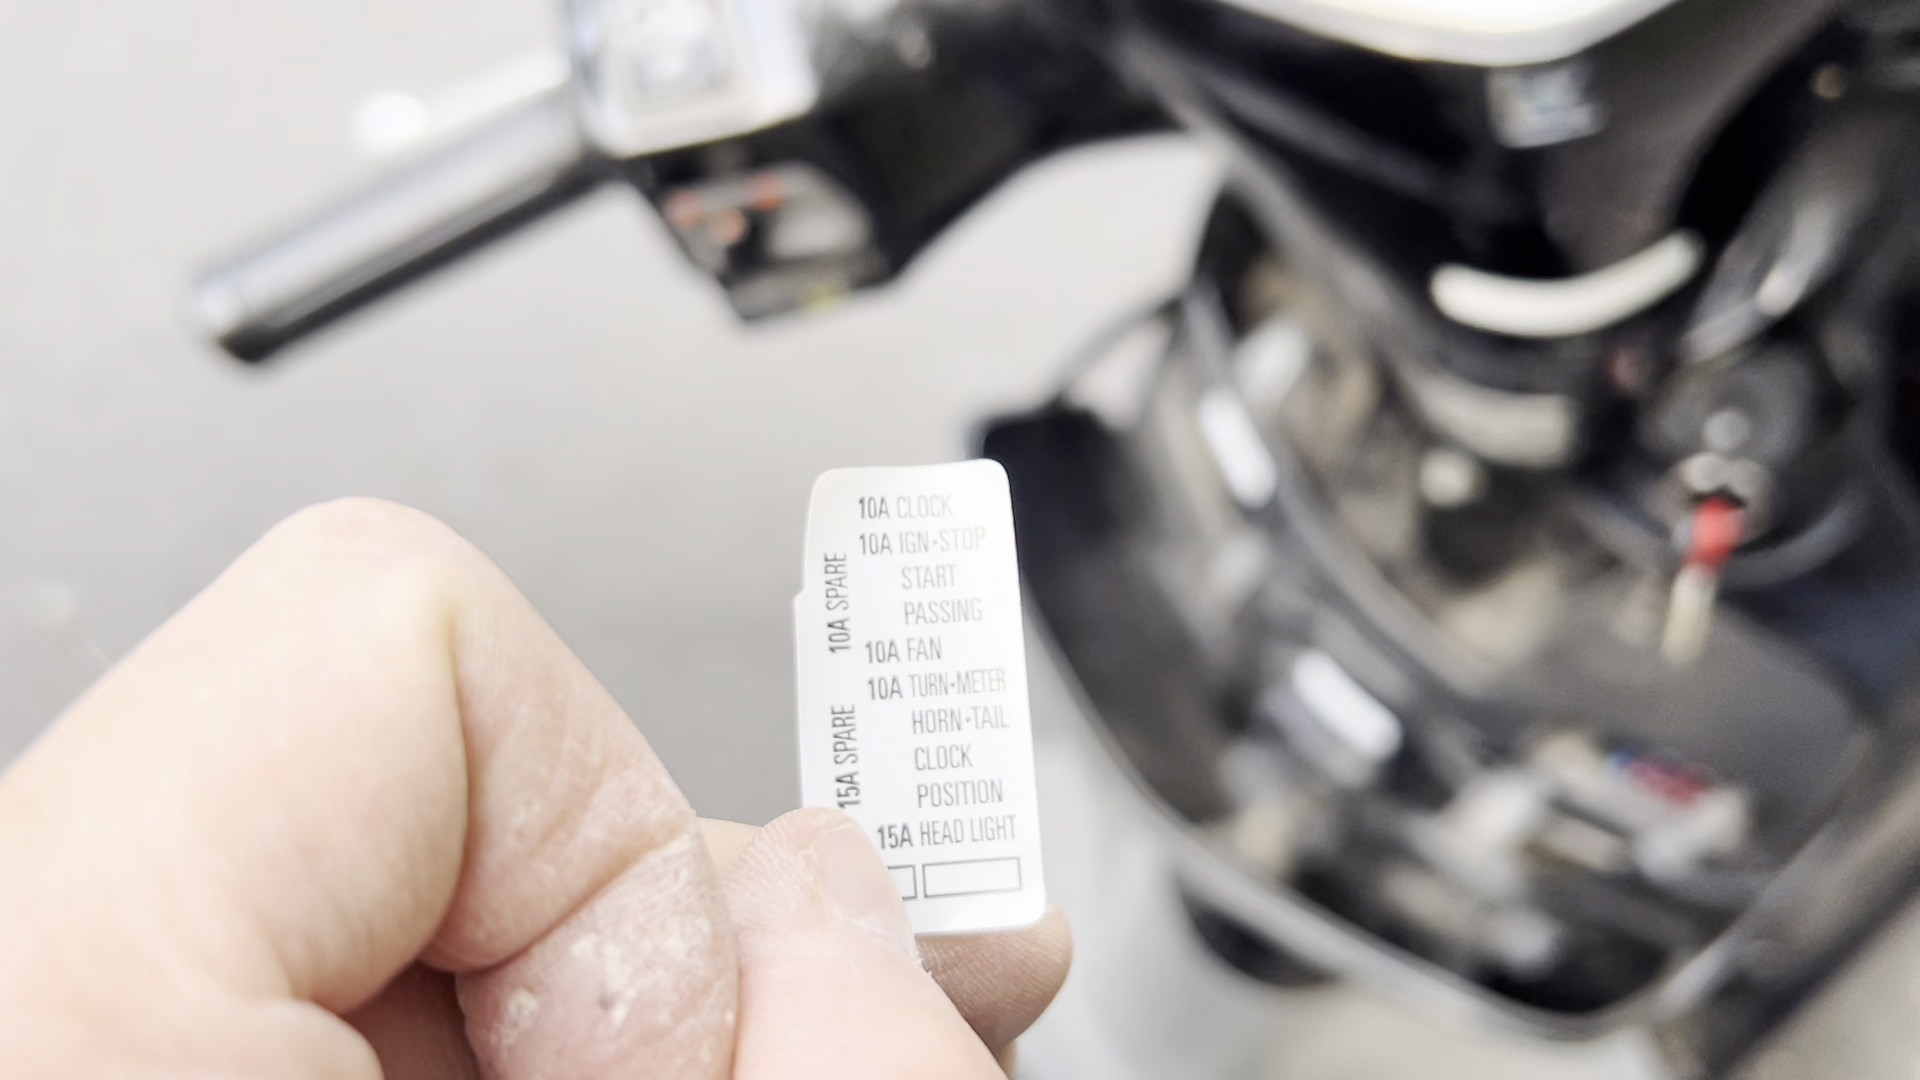 10A CLOCK
10A IGN•STOP
START
PASSING
10A FAN
10A TURN•METER
HORN•TAIL
CLOCK
POSITION
15A HEAD LIGHT
10A SPARE
15A SPARE